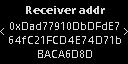 Receiver addr
0xDad77910DbDFdE7
64fC21FCD4E74D71b
BACA6D8D